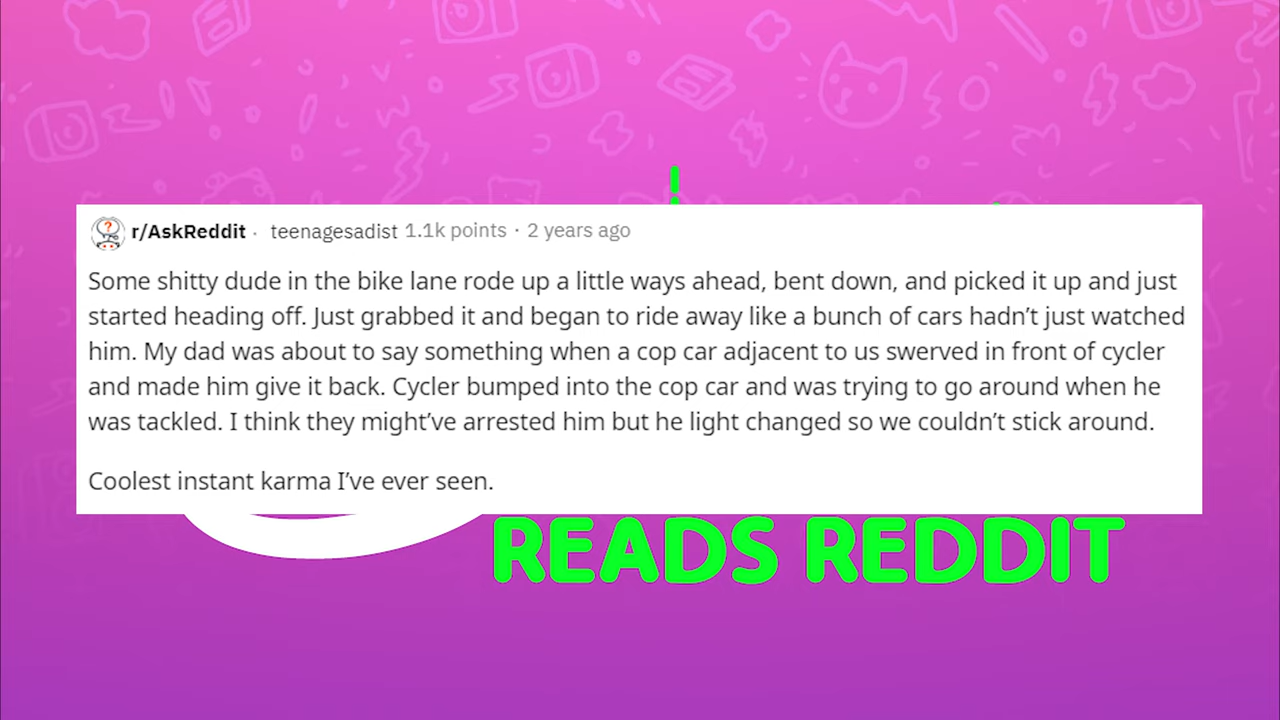 r/AskReddit · teenagesadist 1.1k points · 2 years ago
Some shitty dude in the bike lane rode up a little ways ahead, bent down, and picked it up and just
started heading off. Just grabbed it and began to ride away like a bunch of cars hadn’t just watched
him. My dad was about to say something when a cop car adjacent to us swerved in front of cycler
and made him give it back. Cycler bumped into the cop car and was trying to go around when he
was tackled. I think they might’ve arrested him but he light changed so we couldn’t stick around.
Coolest instant karma I’ve ever seen.
READS REDDIT